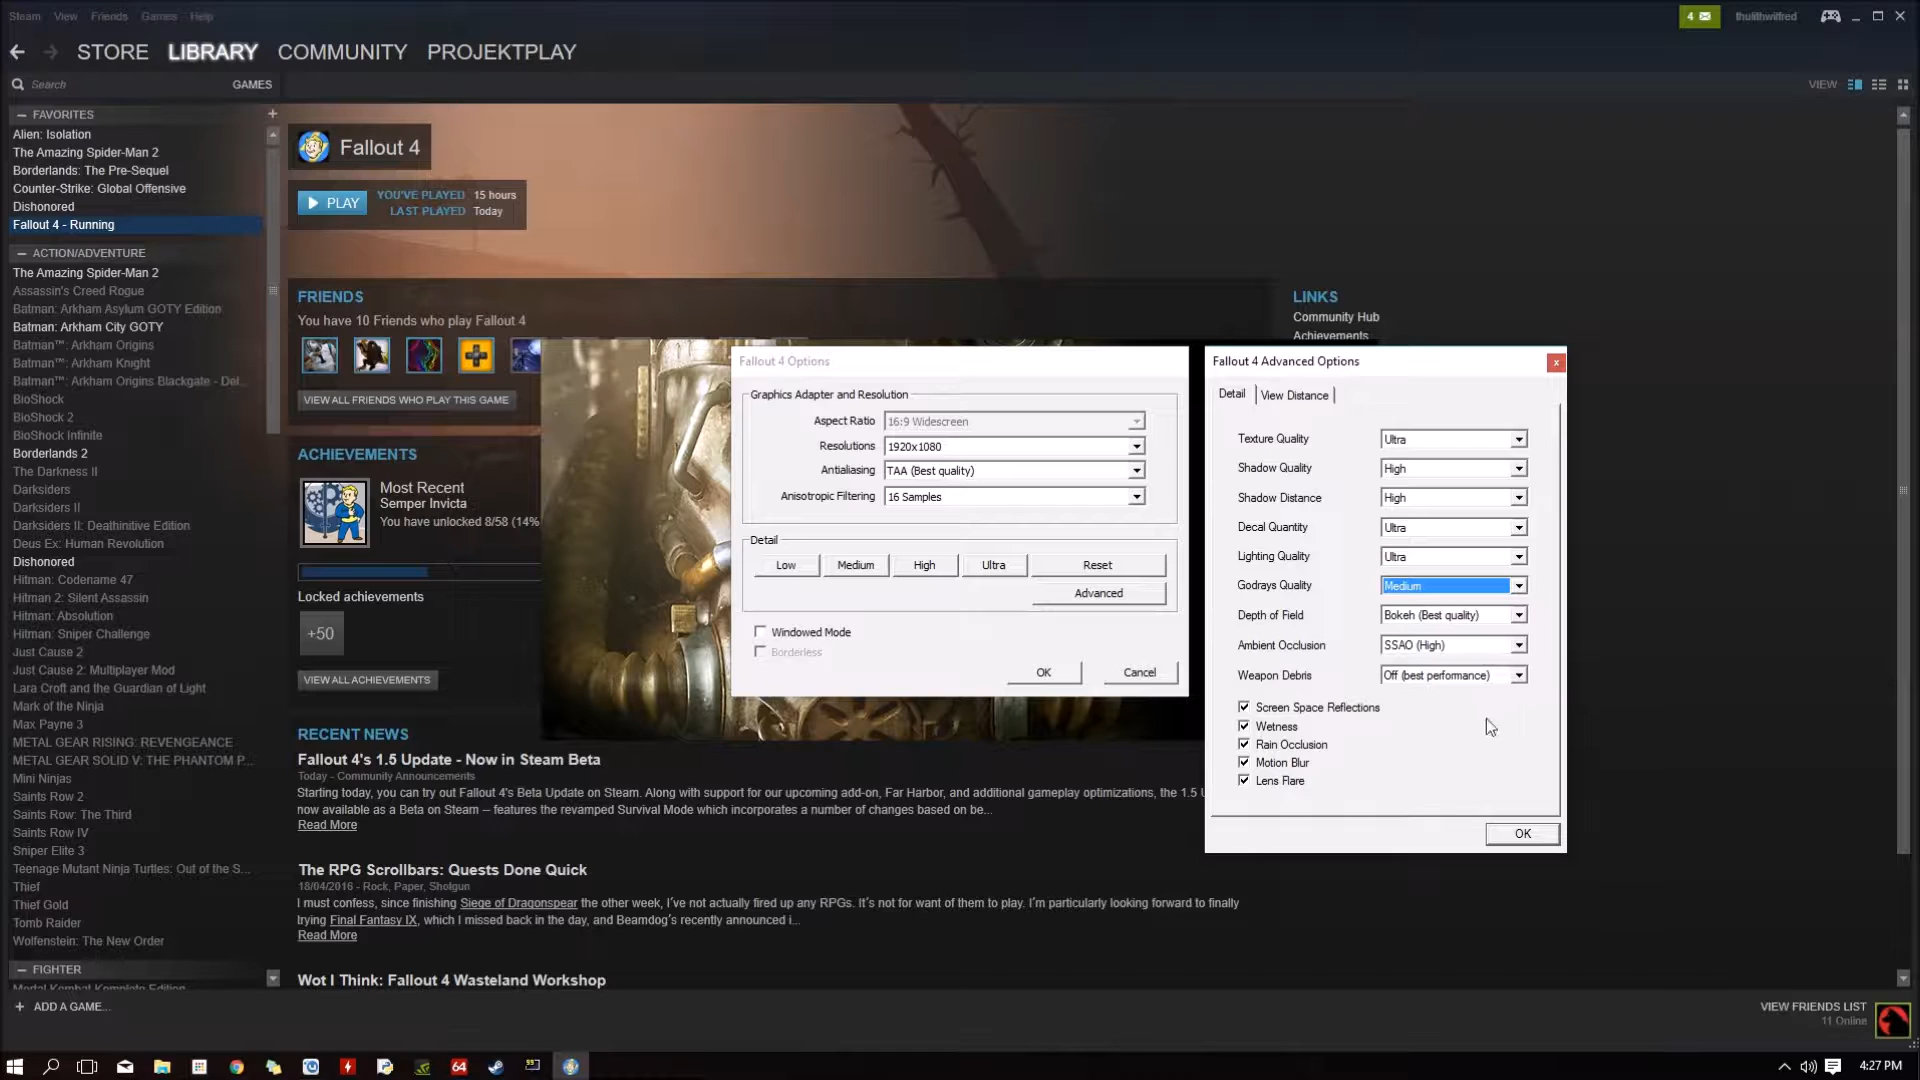 Steam View Friends Games Help
4
thulithwilfred
STORE LIBRARY COMMUNITY PROJEKTPLAY
Search
GAMES
VIEW
— FAVORITES
+
Alien: Isolation
The Amazing Spider-Man 2
Borderlands: The Pre-Sequel
Counter-Strike: Global Offensive
Dishonored
Fallout 4 - Running
— ACTION/ADVENTURE
The Amazing Spider-Man 2
Assassin's Creed Rogue
Batman: Arkham Asylum GOTY Edition
Batman: Arkham City GOTY
Batman™: Arkham Origins
Batman™: Arkham Knight
Batman™: Arkham Origins Blackgate - Del...
BioShock
BioShock 2
BioShock Infinite
Borderlands 2
The Darkness II
Darksiders
Darksiders II
Darksiders II: Deathinitive Edition
Deus Ex: Human Revolution
Dishonored
Hitman: Codename 47
Hitman 2: Silent Assassin
Hitman: Absolution
Hitman: Sniper Challenge
Just Cause 2
Just Cause 2: Multiplayer Mod
Lara Croft and the Guardian of Light
Mark of the Ninja
Max Payne 3
METAL GEAR RISING: REVENGEANCE
METAL GEAR SOLID V: THE PHANTOM P...
Mini Ninjas
Saints Row 2
Saints Row: The Third
Saints Row IV
Sniper Elite 3
Teenage Mutant Ninja Turtles: Out of the S...
Thief
Thief Gold
Tomb Raider
Wolfenstein: The New Order
— FIGHTER
Mortal Kombat Komplete Edition
+ ADD A GAME...
Fallout 4
PLAY
YOU'VE PLAYED 15 hours
LAST PLAYED Today
FRIENDS
You have 10 Friends who play Fallout 4
VIEW ALL FRIENDS WHO PLAY THIS GAME
ACHIEVEMENTS
Most Recent
Semper Invicta
You have unlocked 8/58 (14%
Locked achievements
+50
VIEW ALL ACHIEVEMENTS
RECENT NEWS
Fallout 4's 1.5 Update - Now in Steam Beta
Today - Community Announcements
Starting today, you can try out Fallout 4's Beta Update on Steam. Along with support for our upcoming add-on, Far Harbor, and additional gameplay optimizations, the 1.5 U
now available as a Beta on Steam – features the revamped Survival Mode which incorporates a number of changes based on be...
Read More
The RPG Scrollbars: Quests Done Quick
18/04/2016 - Rock, Paper, Shotgun
I must confess, since finishing Siege of Dragonspear the other week, I've not actually fired up any RPGs. It's not for want of them to play. I'm particularly looking forward to finally
trying Final Fantasy IX, which I missed back in the day, and Beamdog's recently announced i...
Read More
Wot I Think: Fallout 4 Wasteland Workshop
LINKS
Community Hub
Achievements
Fallout 4 Options
Graphics Adapter and Resolution
Aspect Ratio 16:9 Widescreen
Resolutions 1920x1080
Antialiasing TAA (Best quality)
Anisotropic Filtering 16 Samples
Detail
Low Medium High Ultra Reset
Advanced
Windowed Mode
Borderless
OK Cancel
Fallout 4 Advanced Options
x
Detail View Distance
Texture Quality Ultra
Shadow Quality High
Shadow Distance High
Decal Quantity Ultra
Lighting Quality Ultra
Godrays Quality Medium
Depth of Field Bokeh (Best quality)
Ambient Occlusion SSAO (High)
Weapon Debris Off (best performance)
Screen Space Reflections
Wetness
Rain Occlusion
Motion Blur
Lens Flare
OK
VIEW FRIENDS LIST
11 Online
64
4:27 PM